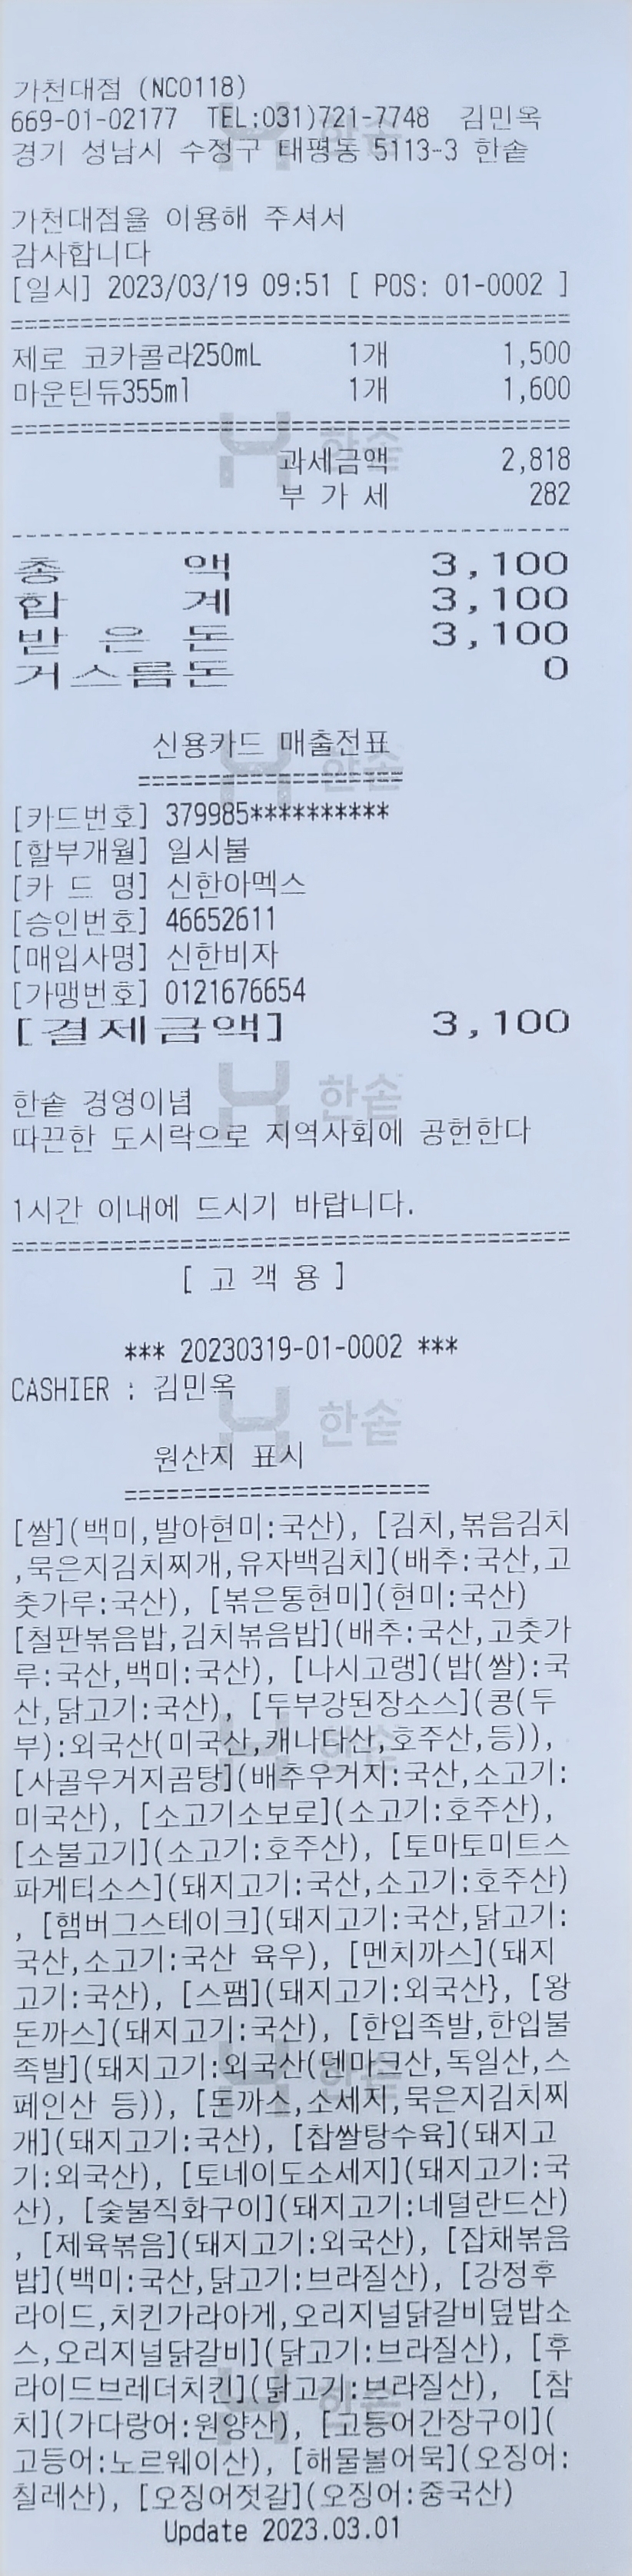 가천대점 (NC0118)
669-01-02177 TEL:031)721-7748 김민옥
경기 성남시 수정구 태평동 5113-3 한솥
가천대점을 이용해 주셔서
감사합니다
[일시] 2023/03/19 09:51 [ POS: 01-0002 ]
========================================
제로 코카콜라250mL 1개 1,500
마운틴듀355ml 1개 1,600
========================================
과세금액 2,818
부 가 세 282
----------------------------------------
총 액 3,100
합 계 3,100
받 은 돈 3,100
거스름돈 0
신용카드 매출전표
===================
[카드번호] 379985**********
[할부개월] 일시불
[카 드 명] 신한아멕스
[승인번호] 46652611
[매입사명] 신한비자
[가맹번호] 0121676654
[결제금액] 3,100
한솥 경영이념
따끈한 도시락으로 지역사회에 공헌한다
1시간 이내에 드시기 바랍니다.
========================================
[ 고 객 용 ]
*** 20230319-01-0002 ***
CASHIER : 김민옥
한솥
원산지 표시
======================
[쌀](백미,발아현미:국산), [김치,볶음김치
,묵은지김치찌개,유자백김치](배추:국산,고
춧가루:국산), [볶은통현미](현미:국산)
[철판볶음밥,김치볶음밥](배추:국산,고춧가
루:국산,백미:국산), [나시고랭](밥(쌀):국
산,닭고기:국산), [두부강된장소스](콩(두
부):외국산(미국산,캐나다산,호주산,등)),
[사골우거지곰탕](배추우거지:국산,소고기:
미국산), [소고기소보로](소고기:호주산),
[소불고기](소고기:호주산), [토마토미트스
파게티소스](돼지고기:국산,소고기:호주산)
, [햄버그스테이크](돼지고기:국산,닭고기:
국산,소고기:국산 육우), [멘치까스](돼지
고기:국산), [스팸](돼지고기:외국산}, [왕
돈까스](돼지고기:국산), [한입족발,한입불
족발](돼지고기:외국산(덴마크산,독일산,스
페인산 등)), [돈까스,소세지,묵은지김치찌
개](돼지고기:국산), [찹쌀탕수육](돼지고
기:외국산), [토네이도소세지](돼지고기:국
산), [숯불직화구이](돼지고기:네덜란드산)
, [제육볶음](돼지고기:외국산), [잡채볶음
밥](백미:국산,닭고기:브라질산), [강정후
라이드,치킨가라아게,오리지널닭갈비덮밥소
스,오리지널닭갈비](닭고기:브라질산), [후
라이드브레더치킨](닭고기:브라질산), [참
치](가다랑어:원양산), [고등어간장구이](
고등어:노르웨이산), [해물볼어묵](오징어:
칠레산), [오징어젓갈](오징어:중국산)
Update 2023.03.01